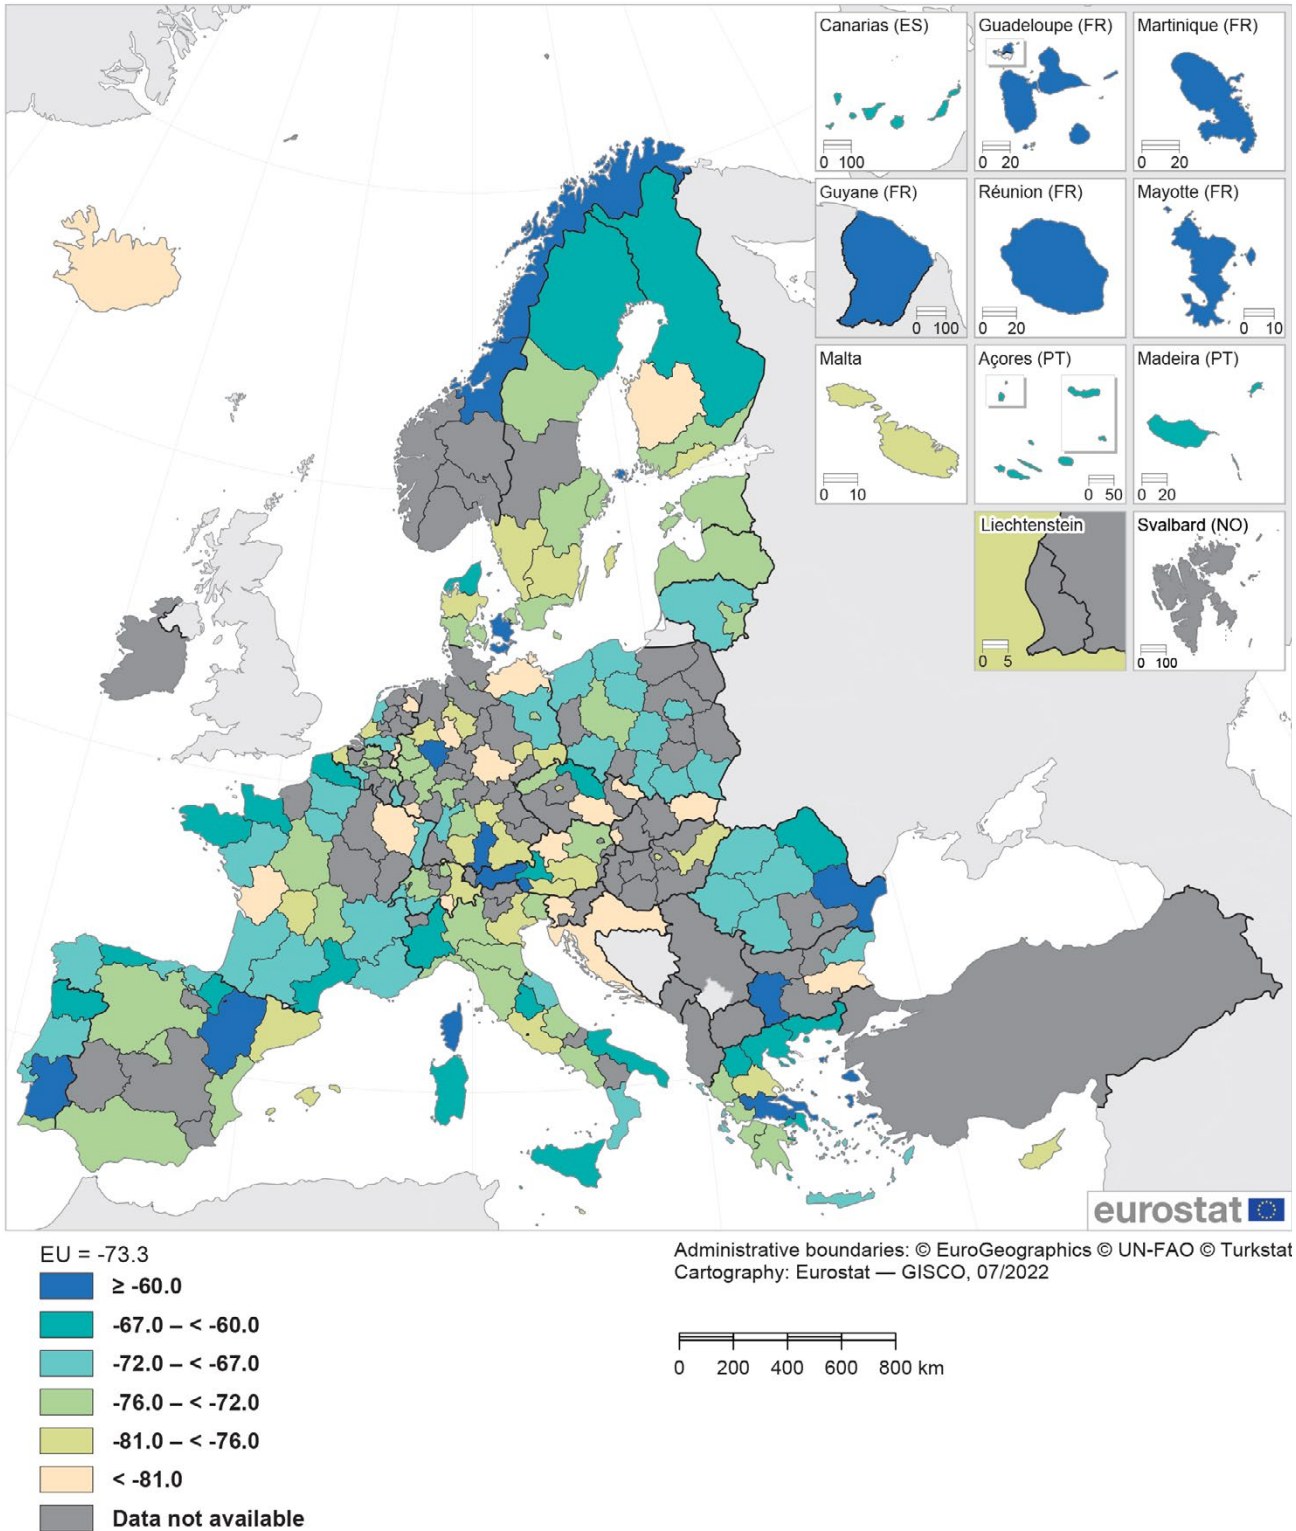 Canarias (ES)
0 100
Guadeloupe (FR)
0 20
Martinique (FR)
0 20
Guyane (FR)
0 100
Réunion (FR)
0 20
Mayotte (FR)
0 10
Malta
0 10
Açores (PT)
0 50
Madeira (PT)
0 20
Liechtenstein
0 5
Svalbard (NO)
0 100
eurostat
EU = -73.3
≥ -60.0
-67.0 – < -60.0
-72.0 – < -67.0
-76.0 – < -72.0
-81.0 – < -76.0
< -81.0
Data not available
Administrative boundaries: © EuroGeographics © UN-FAO © Turkstat
Cartography: Eurostat — GISCO, 07/2022
0 200 400 600 800 km